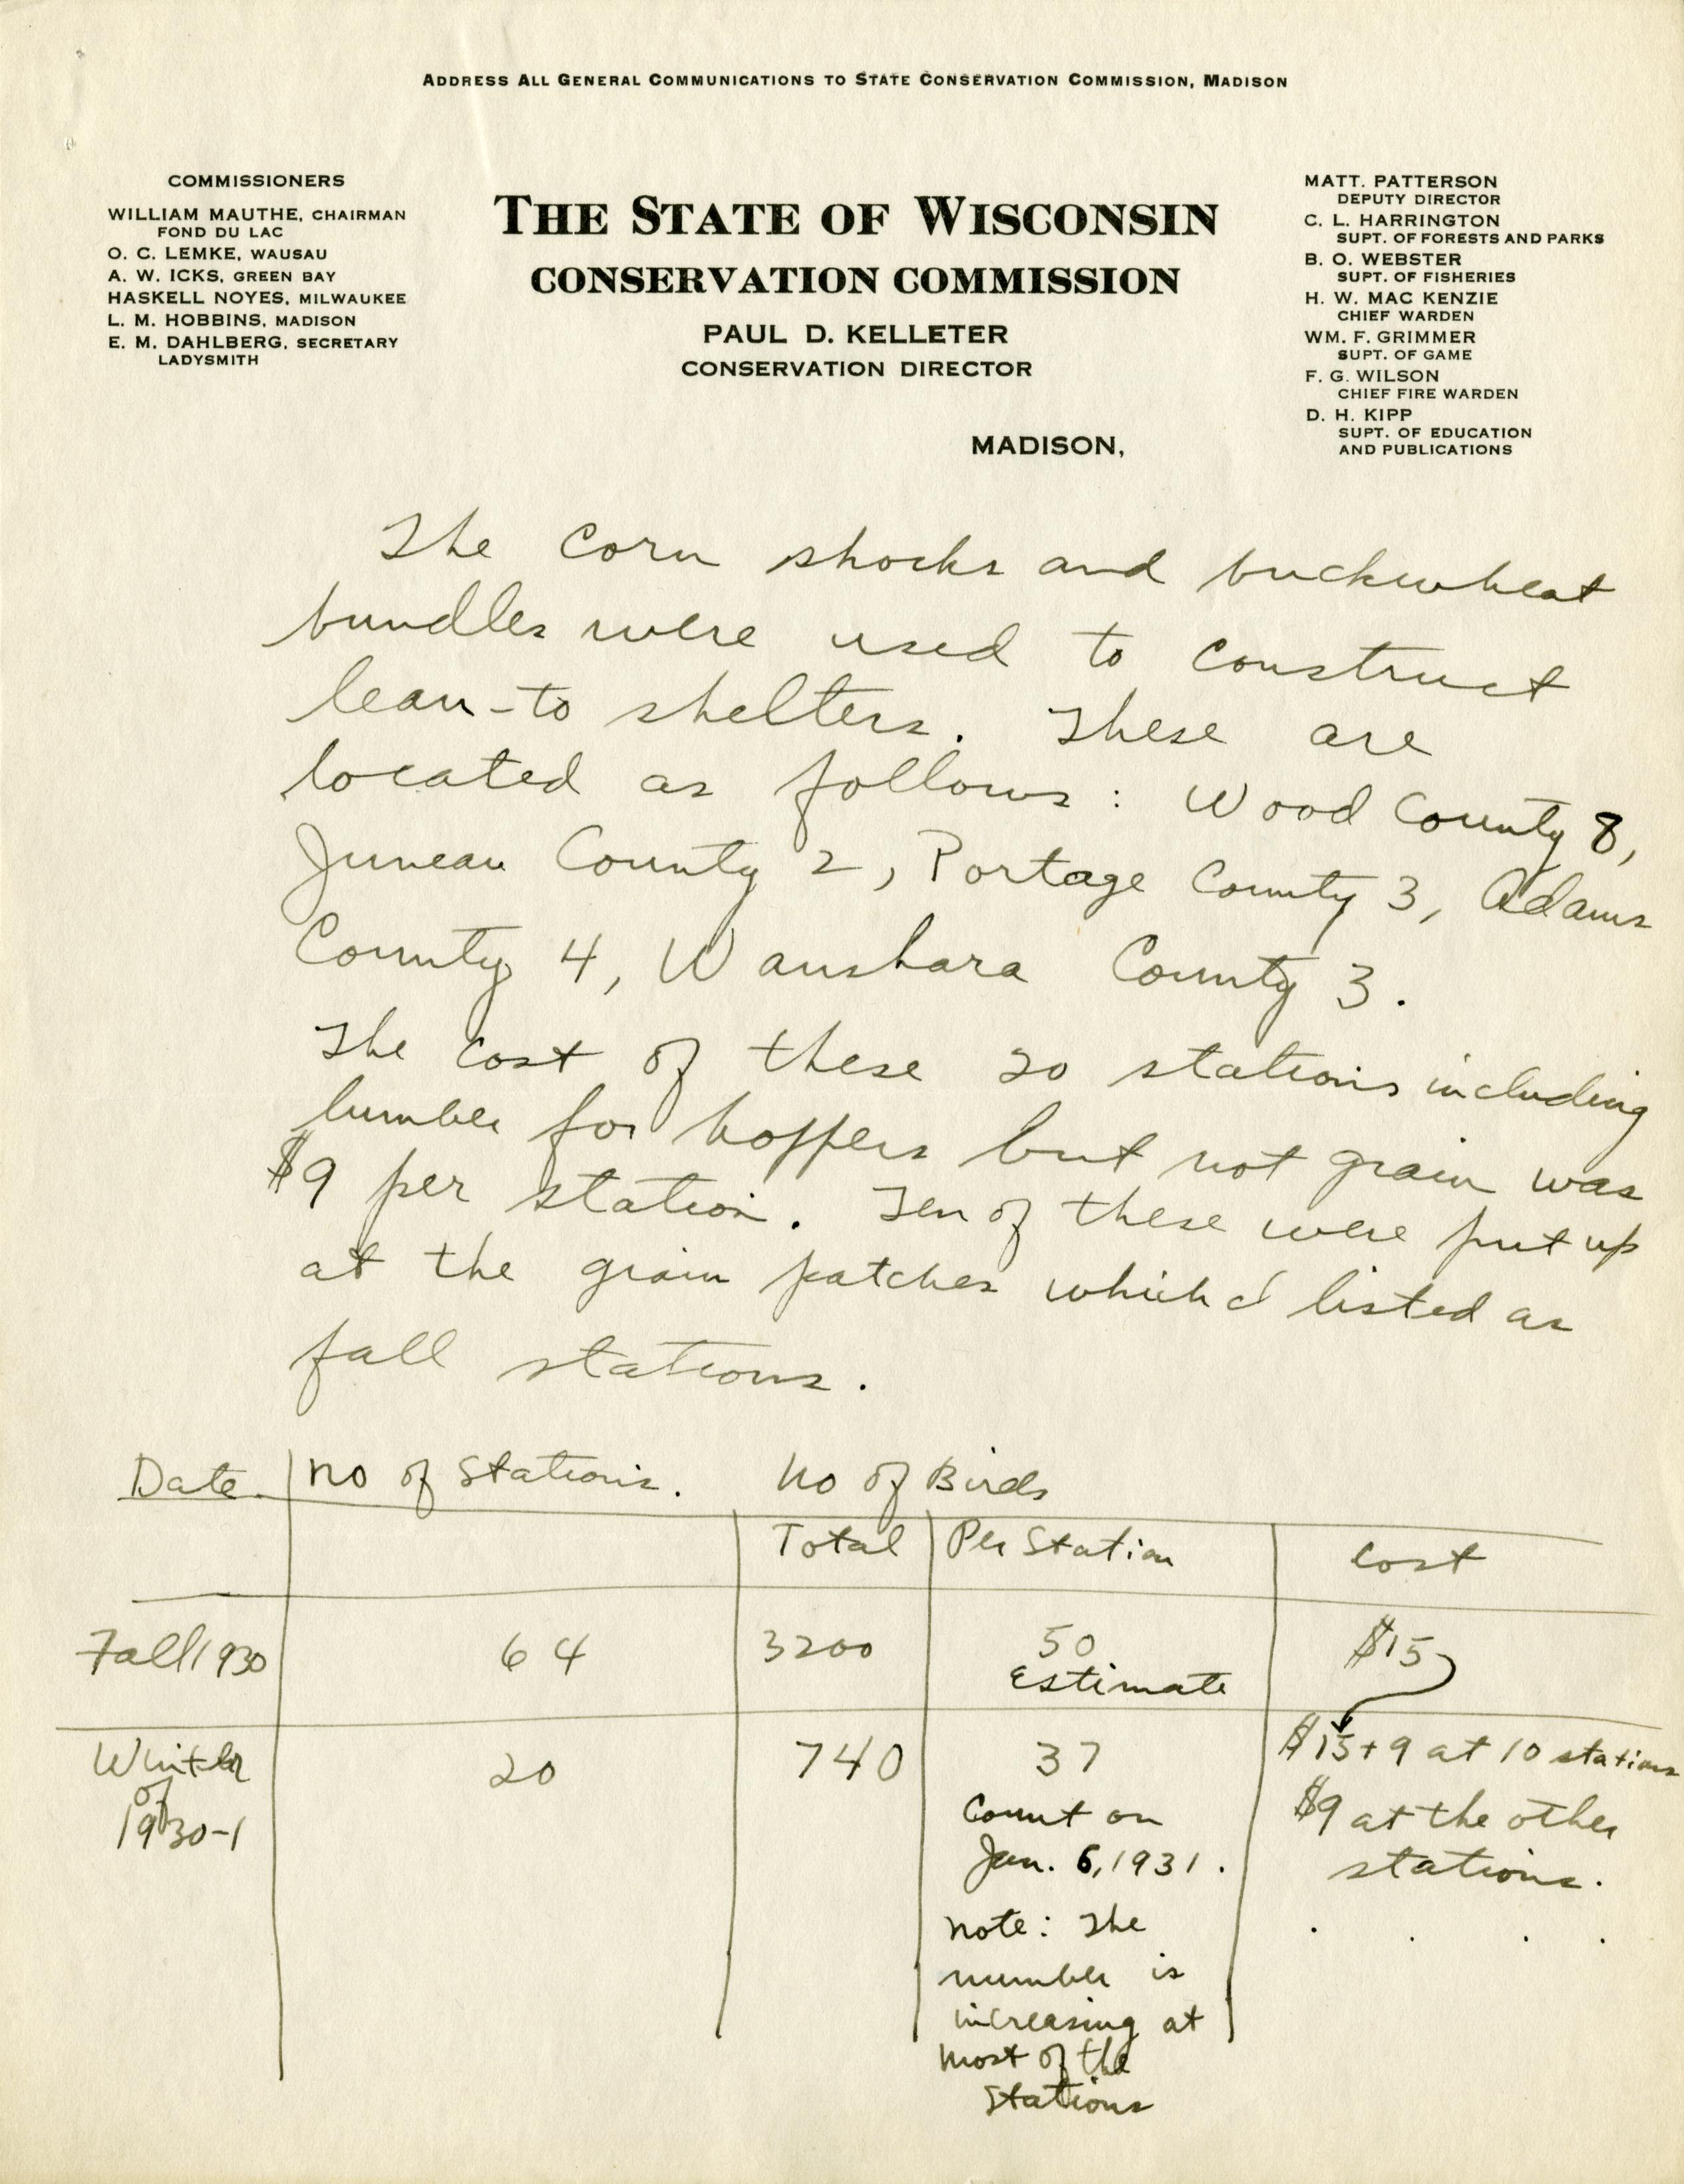 ADDRESS ALL GENERAL COMMUNICATIONS TO STATE CONSERVATION COMMISSION, MADISON
COMMISSIONERS
WILLIAM MAUTHE, CHAIRMAN
FOND DU LAC
O. C. LEMKE, WAUSAU
A. W. ICKS, GREEN BAY
HASKELL NOYES, MILWAUKEE
L. M. HOBBINS, MADISON
E. M. DAHLBERG, SECRETARY
LADYSMITH
THE STATE OF WISCONSIN
CONSERVATION COMMISSION
PAUL D. KELLETER
CONSERVATION DIRECTOR
MADISON,
MATT. PATTERSON
DEPUTY DIRECTOR
C. L. HARRINGTON
SUPT. OF FORESTS AND PARKS
B. O. WEBSTER
SUPT. OF FISHERIES
H. W. MAC KENZIE
CHIEF WARDEN
WM. F. GRIMMER
SUPT. OF GAME
F. G. WILSON
CHIEF FIRE WARDEN
D. H. KIPP
SUPT. OF EDUCATION
AND PUBLICATIONS
The corn shocks and buckwheat
bundles were used to construct
lean-to shelters. These are
located as follows: Wood County 8,
Juneau County 2, Portage County 3, Adams
County 4, Waushara County 3.
The cost of these 20 stations including
lumber for hoppers but not grain was
$9 per station. Ten of these were put up
at the grain patches which I listed as
fall stations.
Date no of Stations. no of Birds
Total Per Station Cost
Fall 1930 64 3200 50 $15
Estimate
Winter 20 740 37 $15+9 at 10 stations
of
1930-1
Count on
Jan. 6, 1931.
$9 at the other
stations.
note: The
number is
increasing at
most of the
stations